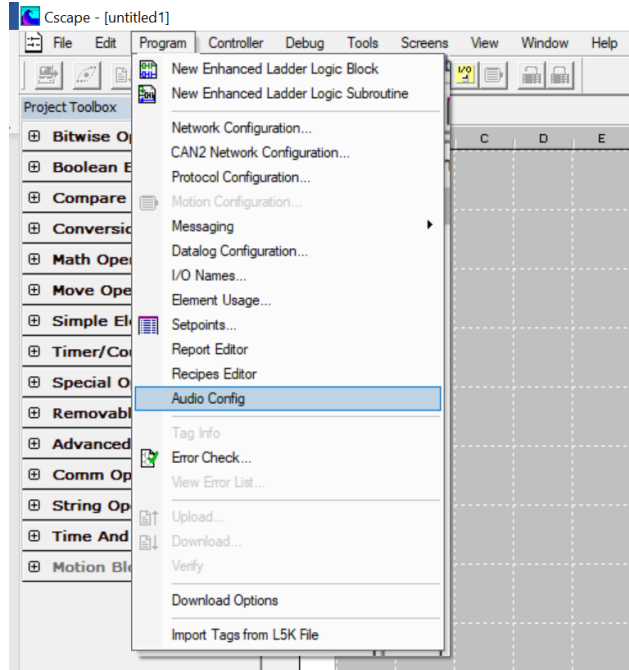 Cscape - [untitled1]
File Edit Program Controller Debug Tools Screens View Window Help
New Enhanced Ladder Logic Block
New Enhanced Ladder Logic Subroutine
I/O
Project Toolbox
C D E
Network Configuration...
Bitwise O
CAN2 Network Configuration...
Boolean E
Protocol Configuration...
Compare
Motion Configuration...
Messaging
Conversic
Datalog Configuration...
Math Ope
I/O Names...
Move Ope
Element Usage...
Simple El
Setpoints...
Report Editor
Timer/Cou
Recipes Editor
Special O
Audio Config
Removabl
Tag Info
Advanced
Error Check...
Comm Op
View Error List...
String Op
Upload...
Time And
Download...
Motion Blo
Verify
Download Options
Import Tags from L5K File